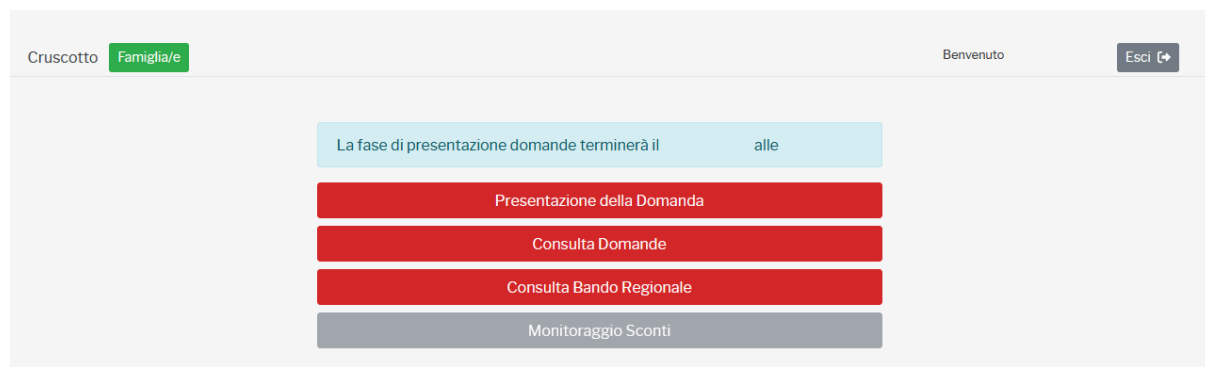 Cruscotto Famiglia/e Benvenuto Esci
La fase di presentazione domande terminerà il alle
Presentazione della Domanda
Consulta Domande
Consulta Bando Regionale
Monitoraggio Sconti